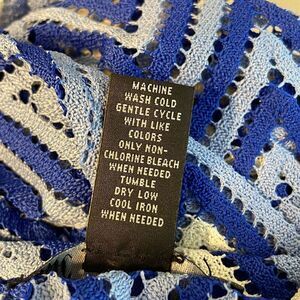 MACHINE
WASH COLD
GENTLE CYCLE
WITH LIKE
COLORS
ONLY NON-
CHLORINE BLEACH
WHEN NEEDED
TUMBLE
DRY LOW
COOL IRON
WHEN NEEDED